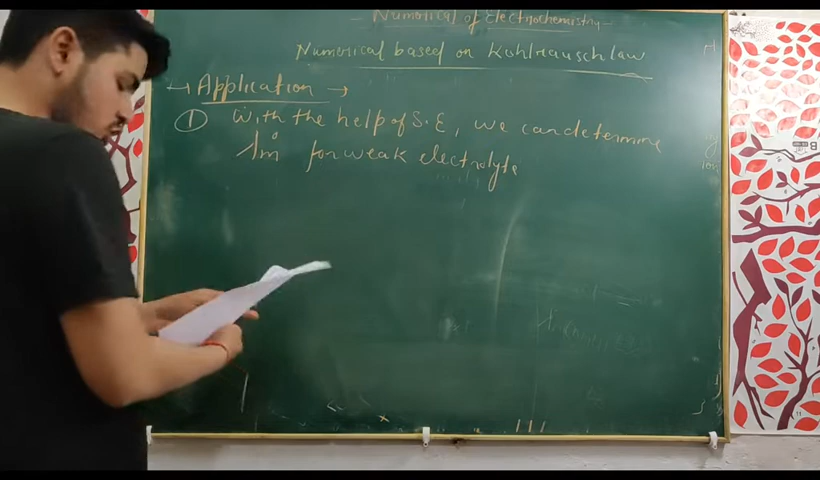 Numerical of Electrochemistry
Numerical based on Kohlrausch law
→ Application →
① With the help of S.E, we can determine
Λm° for weak electrolyte